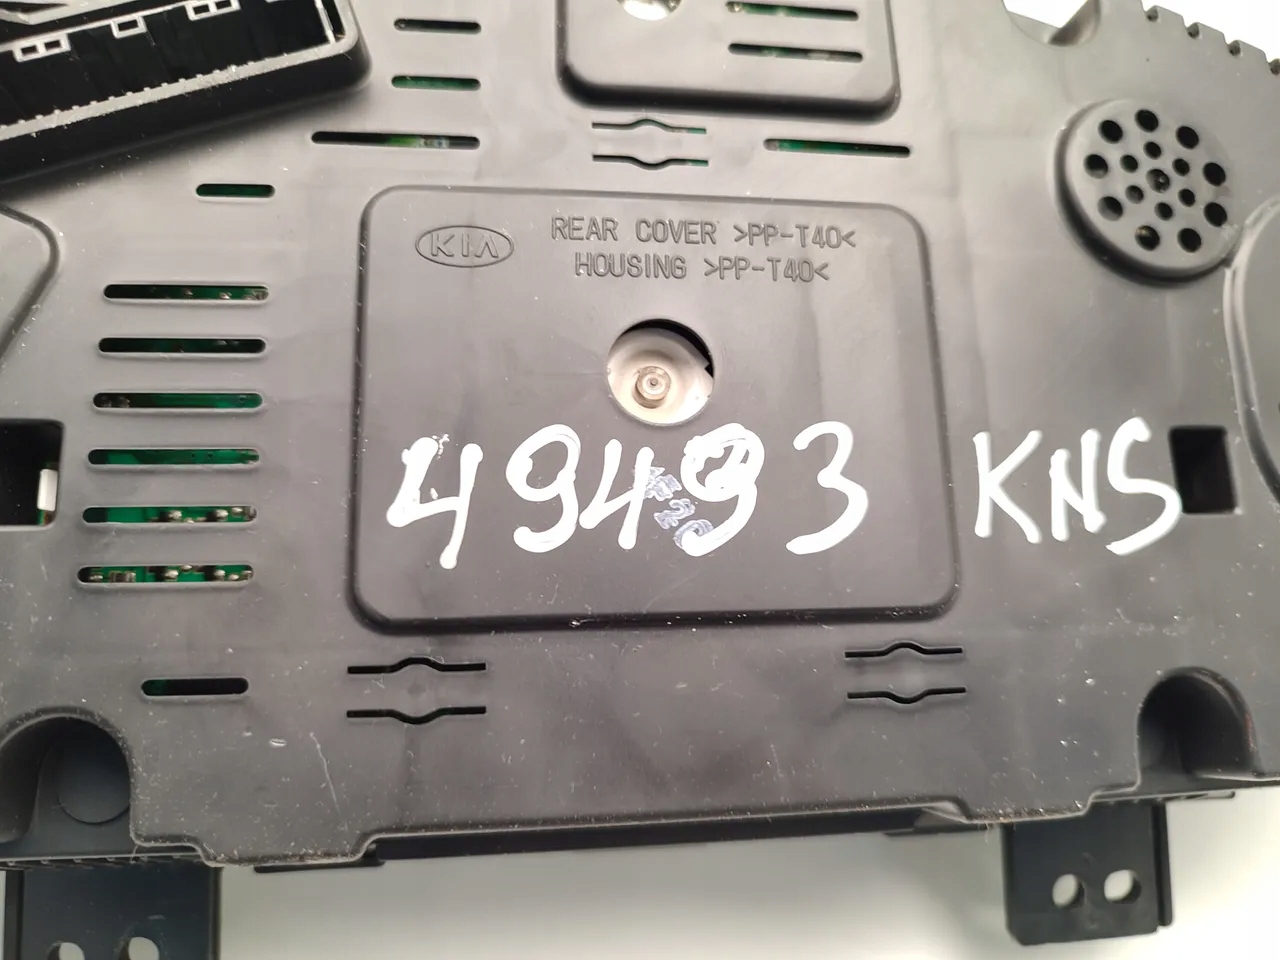 KIA
REAR COVER >PP-T40<
HOUSING >PP-T40<
49493 KNS